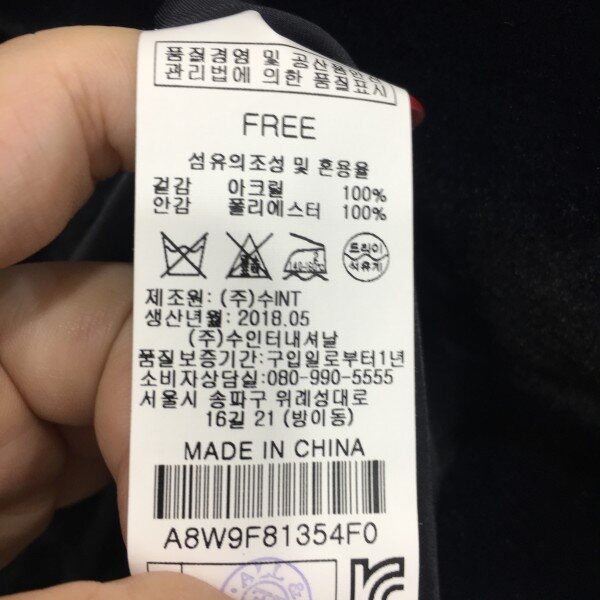 품질경영 및 공산품안전
관리법에 의한 품질표시
FREE
섬유의조성 및 혼용율
겉감 아크릴 100%
안감 폴리에스터 100%
드라이
석유계
제조원: (주)수INT
생산년월: 2018.05
(주)수인터내셔날
품질보증기간:구입일로부터1년
소비자상담실:080-990-5555
서울시 송파구 위례성대로
16길 21 (방이동)
MADE IN CHINA
A8W9F81354F0